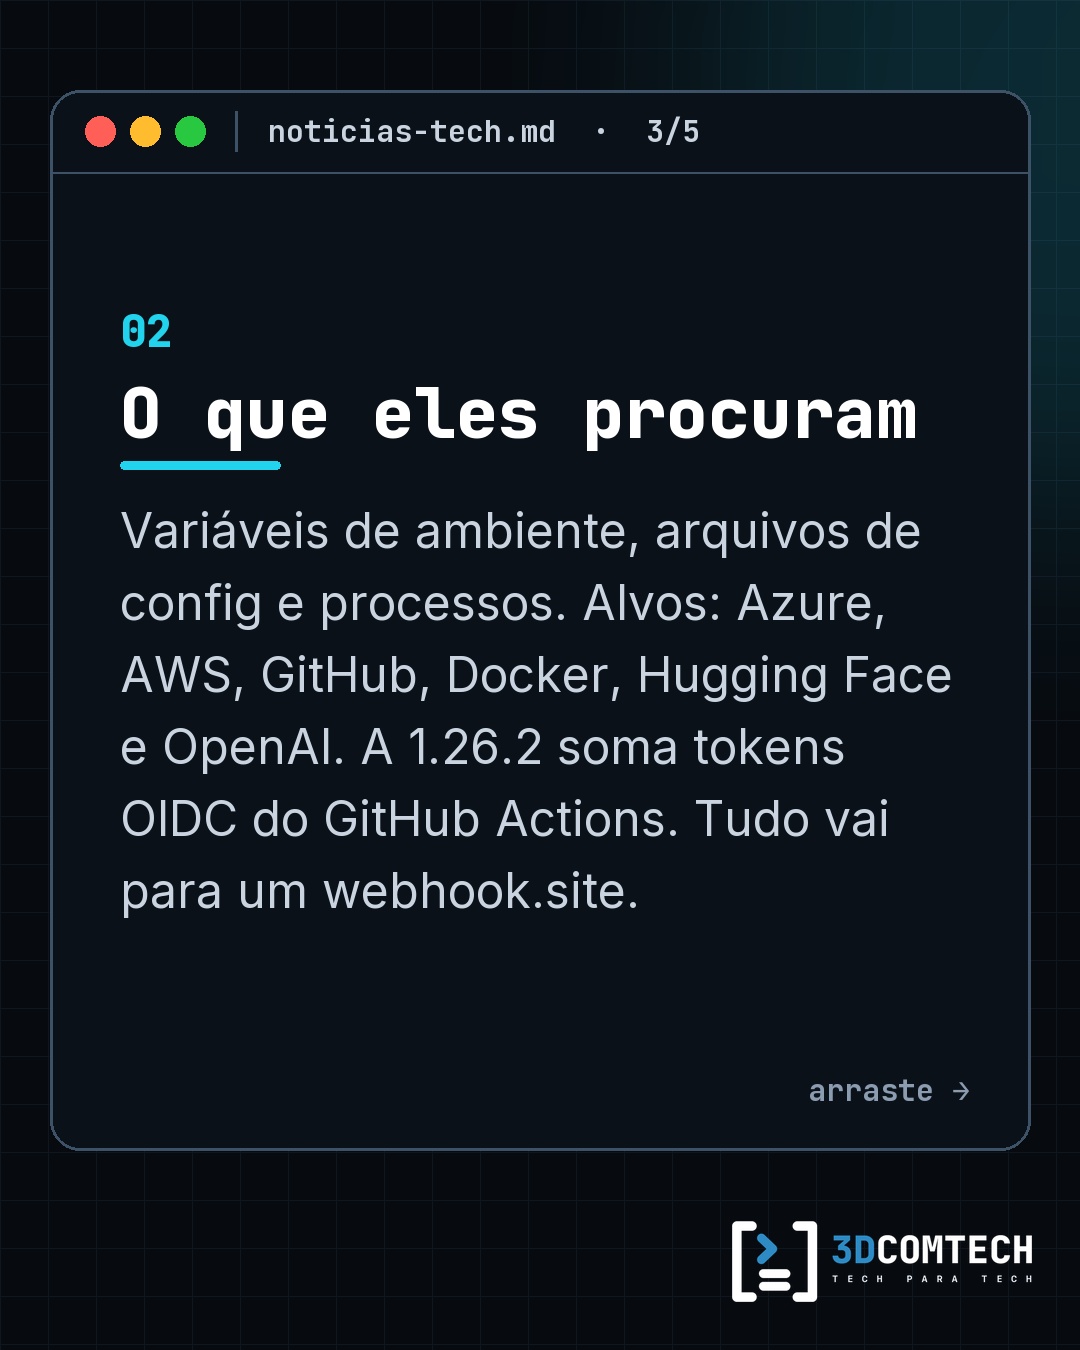 noticias-tech.md · 3/5
02
O que eles procuram
Variáveis de ambiente, arquivos de
config e processos. Alvos: Azure,
AWS, GitHub, Docker, Hugging Face
e OpenAI. A 1.26.2 soma tokens
OIDC do GitHub Actions. Tudo vai
para um webhook.site.
arraste →
3DCOMTECH
TECH PARA TECH